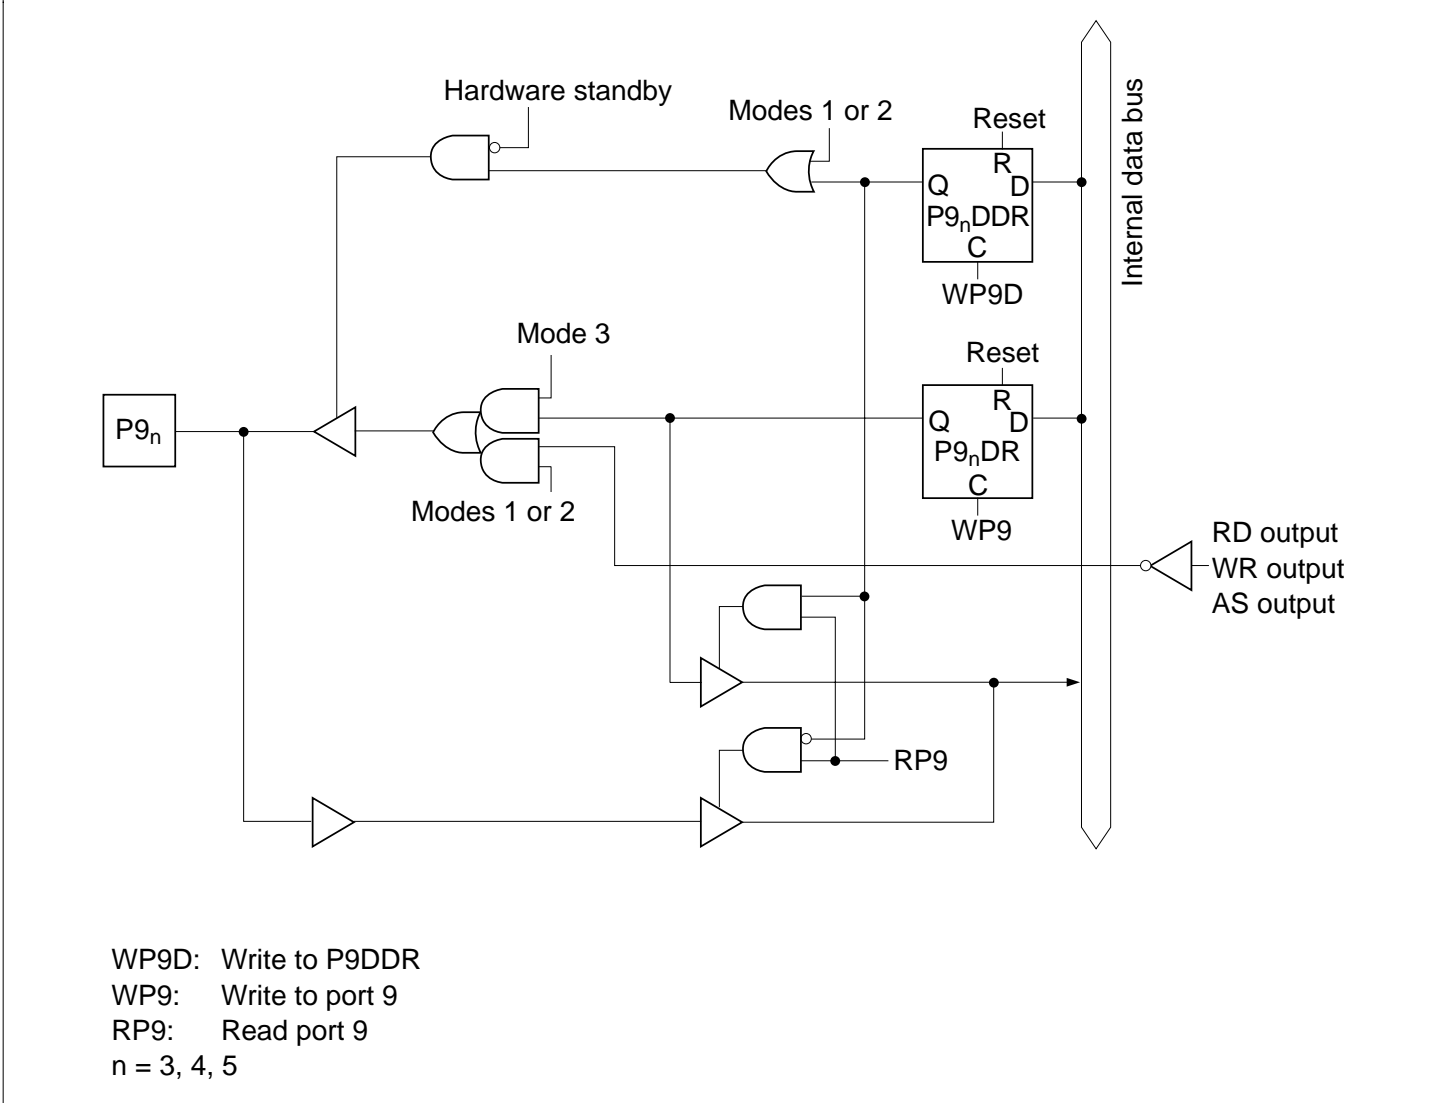 Hardware standby
Modes 1 or 2
Reset
R
Q
D
P9nDDR
C
WP9D
Internal data bus
Mode 3
Reset
R
Q
D
P9nDR
C
WP9
P9n
Modes 1 or 2
RD output
WR output
AS output
RP9
WP9D: Write to P9DDR
WP9: Write to port 9
RP9: Read port 9
n = 3, 4, 5